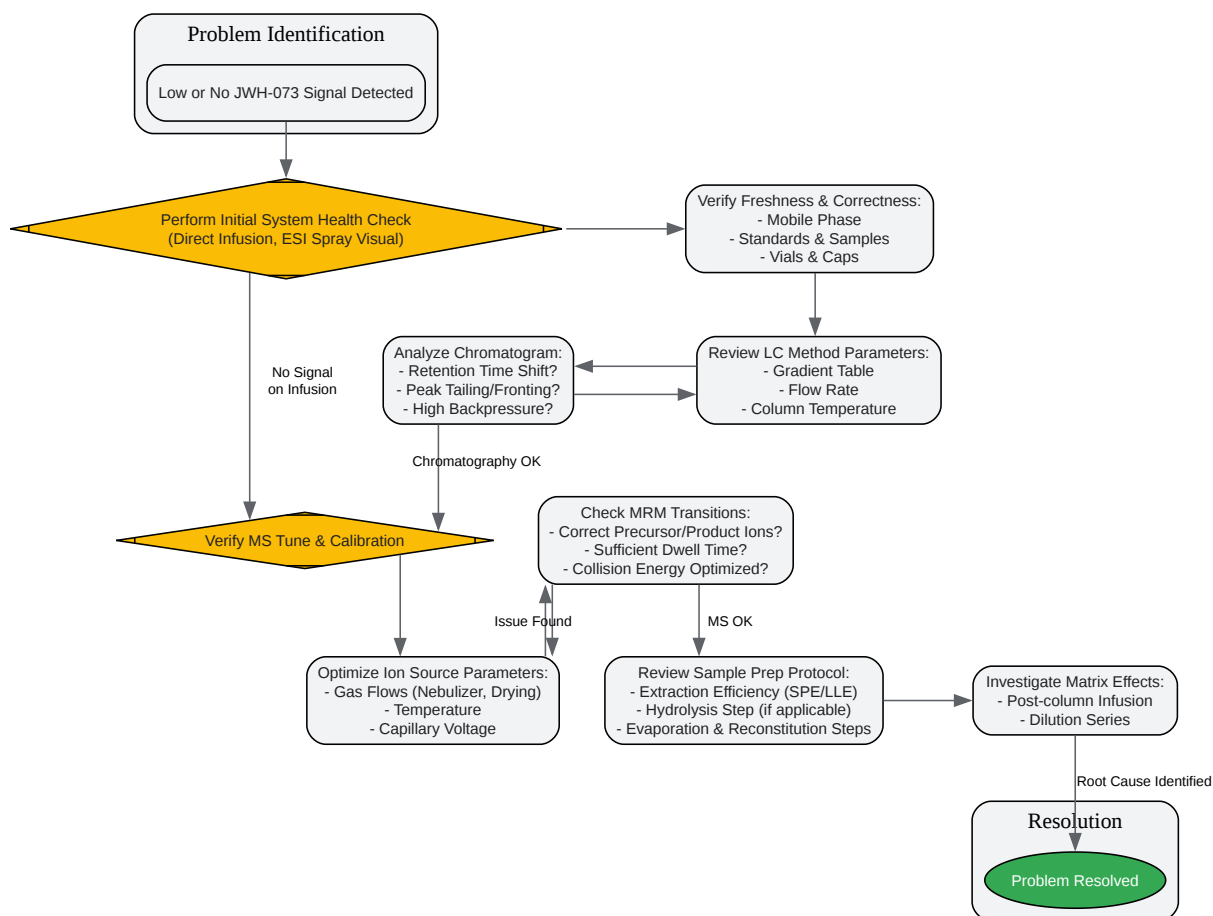 Problem Identification
Low or No JWH-073 Signal Detected
Perform Initial System Health Check
(Direct Infusion, ESI Spray Visual)
Verify Freshness & Correctness:
- Mobile Phase
- Standards & Samples
- Vials & Caps
Analyze Chromatogram:
- Retention Time Shift?
- Peak Tailing/Fronting?
- High Backpressure?
Review LC Method Parameters:
- Gradient Table
- Flow Rate
- Column Temperature
No Signal
on Infusion
Chromatography OK
Verify MS Tune & Calibration
Check MRM Transitions:
- Correct Precursor/Product Ions?
- Sufficient Dwell Time?
- Collision Energy Optimized?
Issue Found
MS OK
Optimize Ion Source Parameters:
- Gas Flows (Nebulizer, Drying)
- Temperature
- Capillary Voltage
Review Sample Prep Protocol:
- Extraction Efficiency (SPE/LLE)
- Hydrolysis Step (if applicable)
- Evaporation & Reconstitution Steps
Investigate Matrix Effects:
- Post-column Infusion
- Dilution Series
Root Cause Identified
Resolution
Problem Resolved